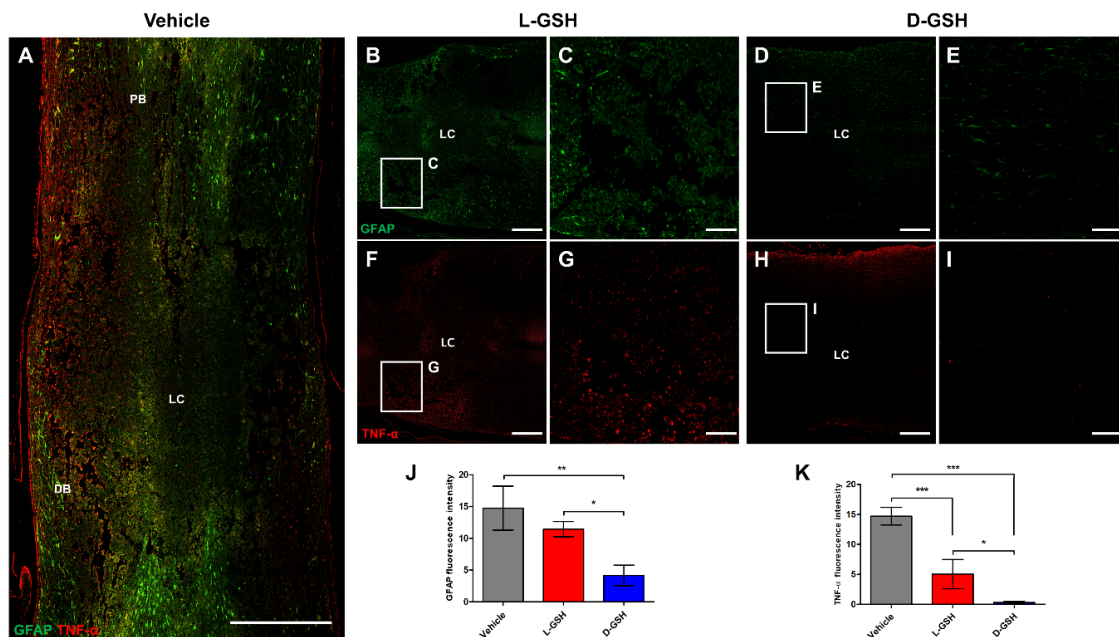 Vehicle
L-GSH
D-GSH
A
PB
LC
DB
GFAP TNF-α
B
LC
C
GFAP
C
D
E
LC
E
F
LC
G
TNF-α
G
H
I
LC
I
J
GFAP fluorescence intensity
20
15
10
5
0
**
*
Vehicle
L-GSH
D-GSH
K
TNF-α fluorescence intensity
20
15
10
5
0
***
***
*
Vehicle
L-GSH
D-GSH